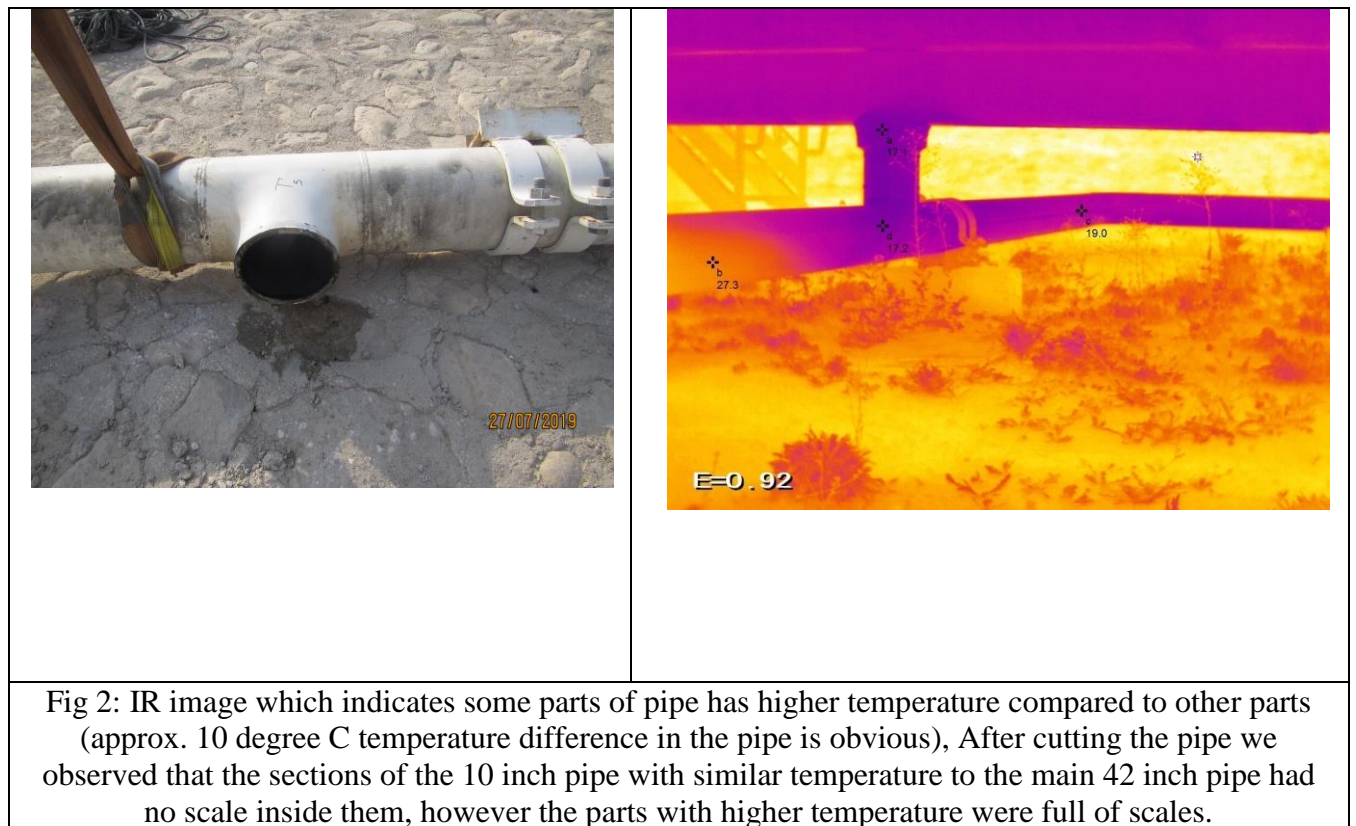 T
5
27/07/2019
a
17.1
d
17.2
c
19.0
b
27.3
E=0.92
Fig 2: IR image which indicates some parts of pipe has higher temperature compared to other parts
(approx. 10 degree C temperature difference in the pipe is obvious), After cutting the pipe we
observed that the sections of the 10 inch pipe with similar temperature to the main 42 inch pipe had
no scale inside them, however the parts with higher temperature were full of scales.